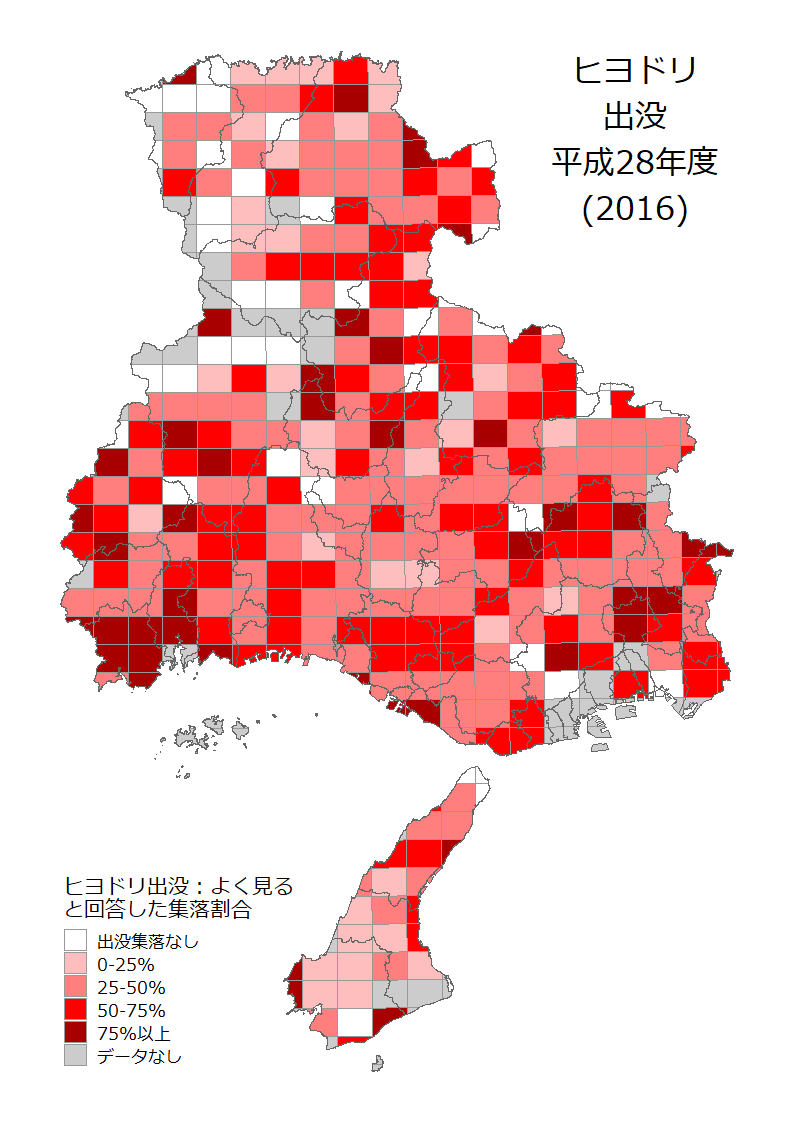 ヒヨドリ
出没
平成28年度
(2016)
ヒヨドリ出没：よく見る
と回答した集落割合
出没集落なし
0-25%
25-50%
50-75%
75%以上
データなし